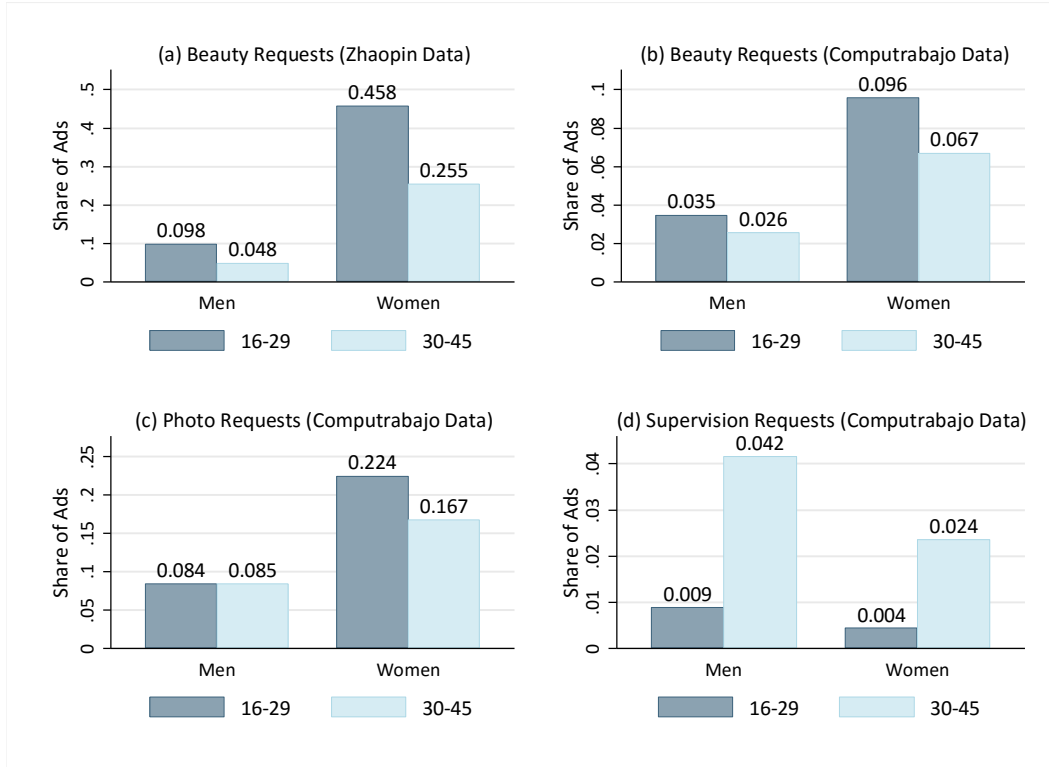 (a) Beauty Requests (Zhaopin Data)
Share of Ads
.5
.4
.3
.2
.1
0
0.098
0.048
0.458
0.255
Men
Women
16-29
30-45
(b) Beauty Requests (Computrabajo Data)
Share of Ads
.1
.08
.06
.04
.02
0
0.035
0.026
0.096
0.067
Men
Women
16-29
30-45
(c) Photo Requests (Computrabajo Data)
Share of Ads
.25
.2
.15
.1
.05
0
0.084
0.085
0.224
0.167
Men
Women
16-29
30-45
(d) Supervision Requests (Computrabajo Data)
Share of Ads
.04
.03
.02
.01
0
0.009
0.042
0.004
0.024
Men
Women
16-29
30-45